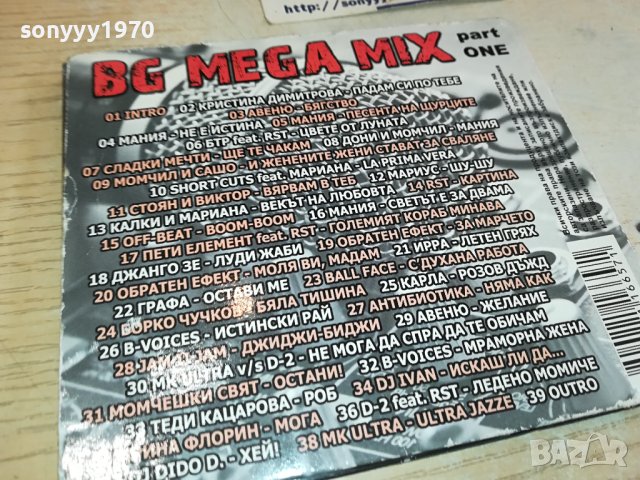 sonyyy1970
http://sonyyy
BG MEGA MIX part
ONE
01 INTRO 02 КРИСТИНА ДИМИТРОВА - ПАДАМ СИ ПО ТЕБЕ
03 АВЕНЮ - БЯГСТВО
04 МАНИЯ - НЕ Е ИСТИНА 05 МАНИЯ - ПЕСЕНТА НА ЩУРЦИТЕ
06 БТР feat. RST - ЦВЕТЕ ОТ ЛУНАТА
07 СЛАДКИ МЕЧТИ - ЩЕ ТЕ ЧАКАМ 08 ДОНИ И МОМЧИЛ - МАНИЯ
09 МОМЧИЛ И САШО - И ЖЕНЕНИТЕ ЖЕНИ СТАВАТ ЗА СВАЛЯНЕ
10 SHORT CUTS feat. МАРИАНА - LA PRIMA VERA
11 СТОЯН И ВИКТОР - ВЯРВАМ В ТЕБ 12 МАРИУС - ШУ-ШУ
13 КАЛКИ И МАРИАНА - ВЕКЪТ НА ЛЮБОВТА 14 RST - КАРТИНА
15 OFF-BEAT - BOOM-BOOM 16 МАНИЯ - СВЕТЪТ Е ЗА ДВАМА
17 ПЕТИ ЕЛЕМЕНТ feat. RST - ГОЛЕМИЯТ КОРАБ МИНАВА
18 ДЖАНГО ЗЕ - ЛУДИ ЖАБИ 19 ОБРАТЕН ЕФЕКТ - ЗА МАРЧЕТО
20 ОБРАТЕН ЕФЕКТ - МОЛЯ ВИ, МАДАМ 21 ИРРА - ЛЕТЕН ГРЯХ
22 ГРАФА - ОСТАВИ МЕ 23 BALL FACE - С'ДУХАНА РАБОТА
24 БОРКО ЧУЧКОВ - БЯЛА ТИШИНА 25 КАРЛА - РОЗОВ ДЪЖД
26 B-VOICES - ИСТИНСКИ РАЙ 27 АНТИБИОТИКА - НЯМА КАК
28 JAM-O-JAM - ДЖИДЖИ-БИДЖИ 29 АВЕНЮ - ЖЕЛАНИЕ
30 MK ULTRA v/s D-2 - НЕ МОГА ДА СПРА ДА ТЕ ОБИЧАМ
31 МОМЧЕШКИ СВЯТ - ОСТАНИ! 32 B-VOICES - МРАМОРНА ЖЕНА
33 ТЕДИ КАЦАРОВА - РОБ 34 DJ IVAN - ИСКАШ ЛИ ДА...
ФЛОРИН - МОГА 36 D-2 feat. RST - ЛЕДЕНО МОМИЧЕ
DJ DIDO D. - ХЕЙ! 38 MK ULTRA - ULTRA JAZZE 39 OUTRO
66571
BAZAR